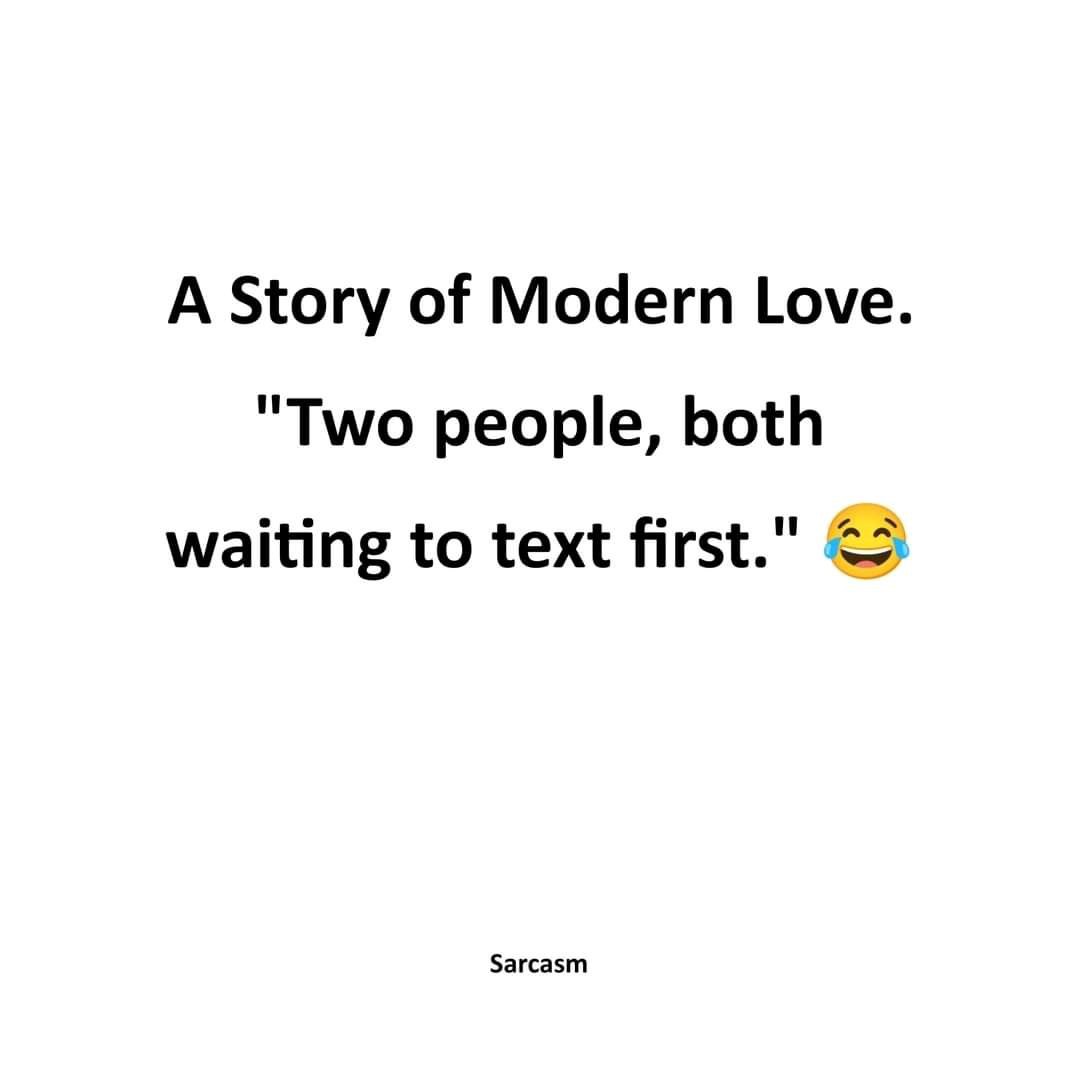 A Story of Modern Love.
"Two people, both
waiting to text first." 😂
Sarcasm